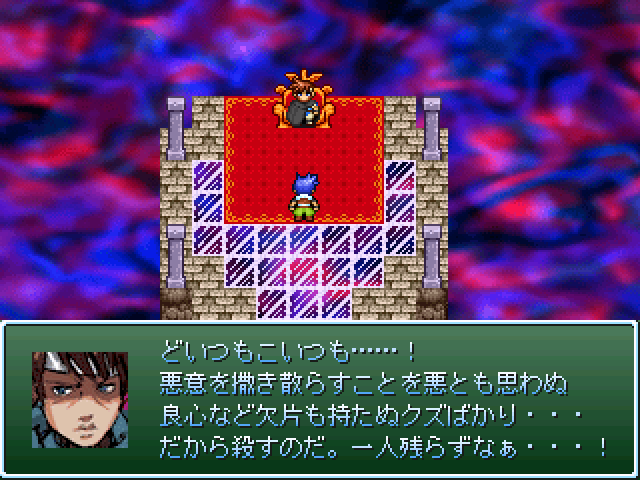 どいつもこいつも……！
悪意を撒き散らすことを悪とも思わぬ
良心など欠片も持たぬクズばかり・・・
だから殺すのだ。一人残らずなぁ・・・！